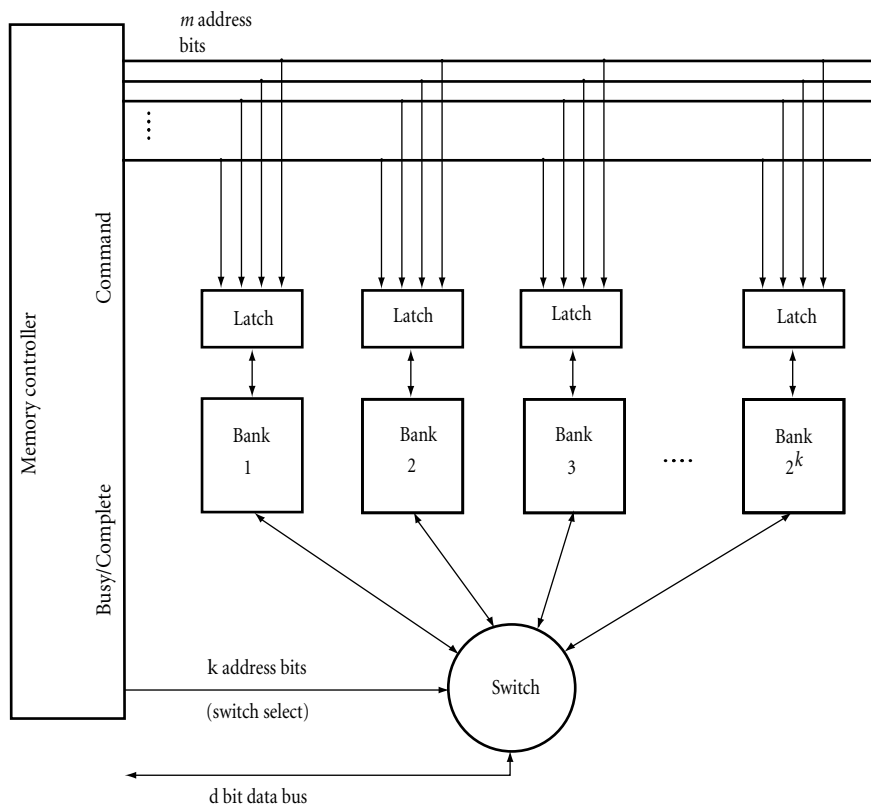 m address
bits
Command
Memory controller
Busy/Complete
Latch
Latch
Latch
Latch
Bank
1
Bank
2
Bank
3
....
Bank
2^k
k address bits
(switch select)
Switch
d bit data bus